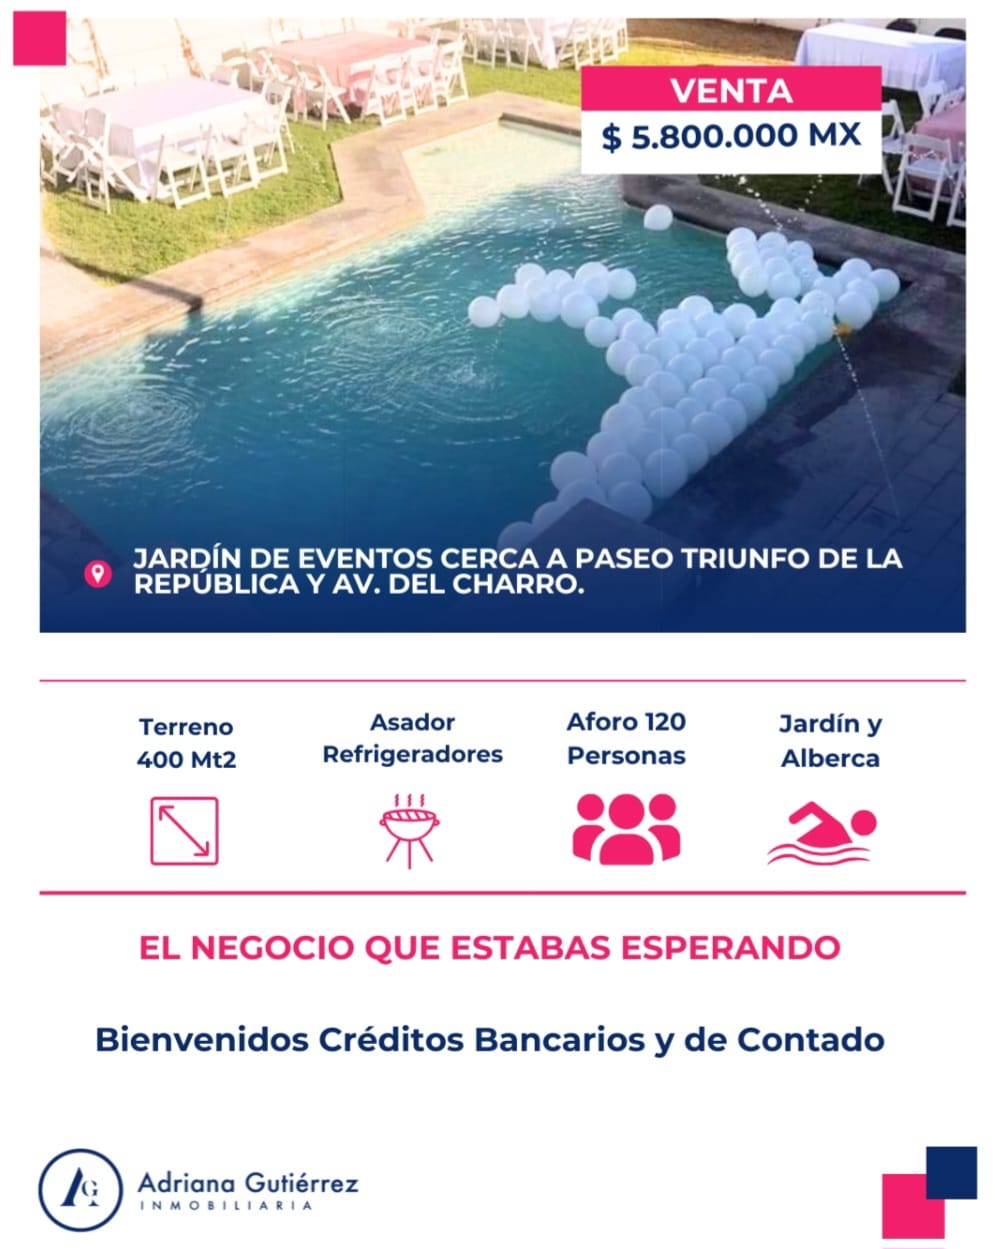 VENTA
$ 5.800.000 MX
JARDÍN DE EVENTOS CERCA A PASEO TRIUNFO DE LA
REPÚBLICA Y AV. DEL CHARRO.
Terreno
400 Mt2
Asador
Refrigeradores
Aforo 120
Personas
Jardín y
Alberca
EL NEGOCIO QUE ESTABAS ESPERANDO
Bienvenidos Créditos Bancarios y de Contado
AG
Adriana Gutiérrez
INMOBILIARIA